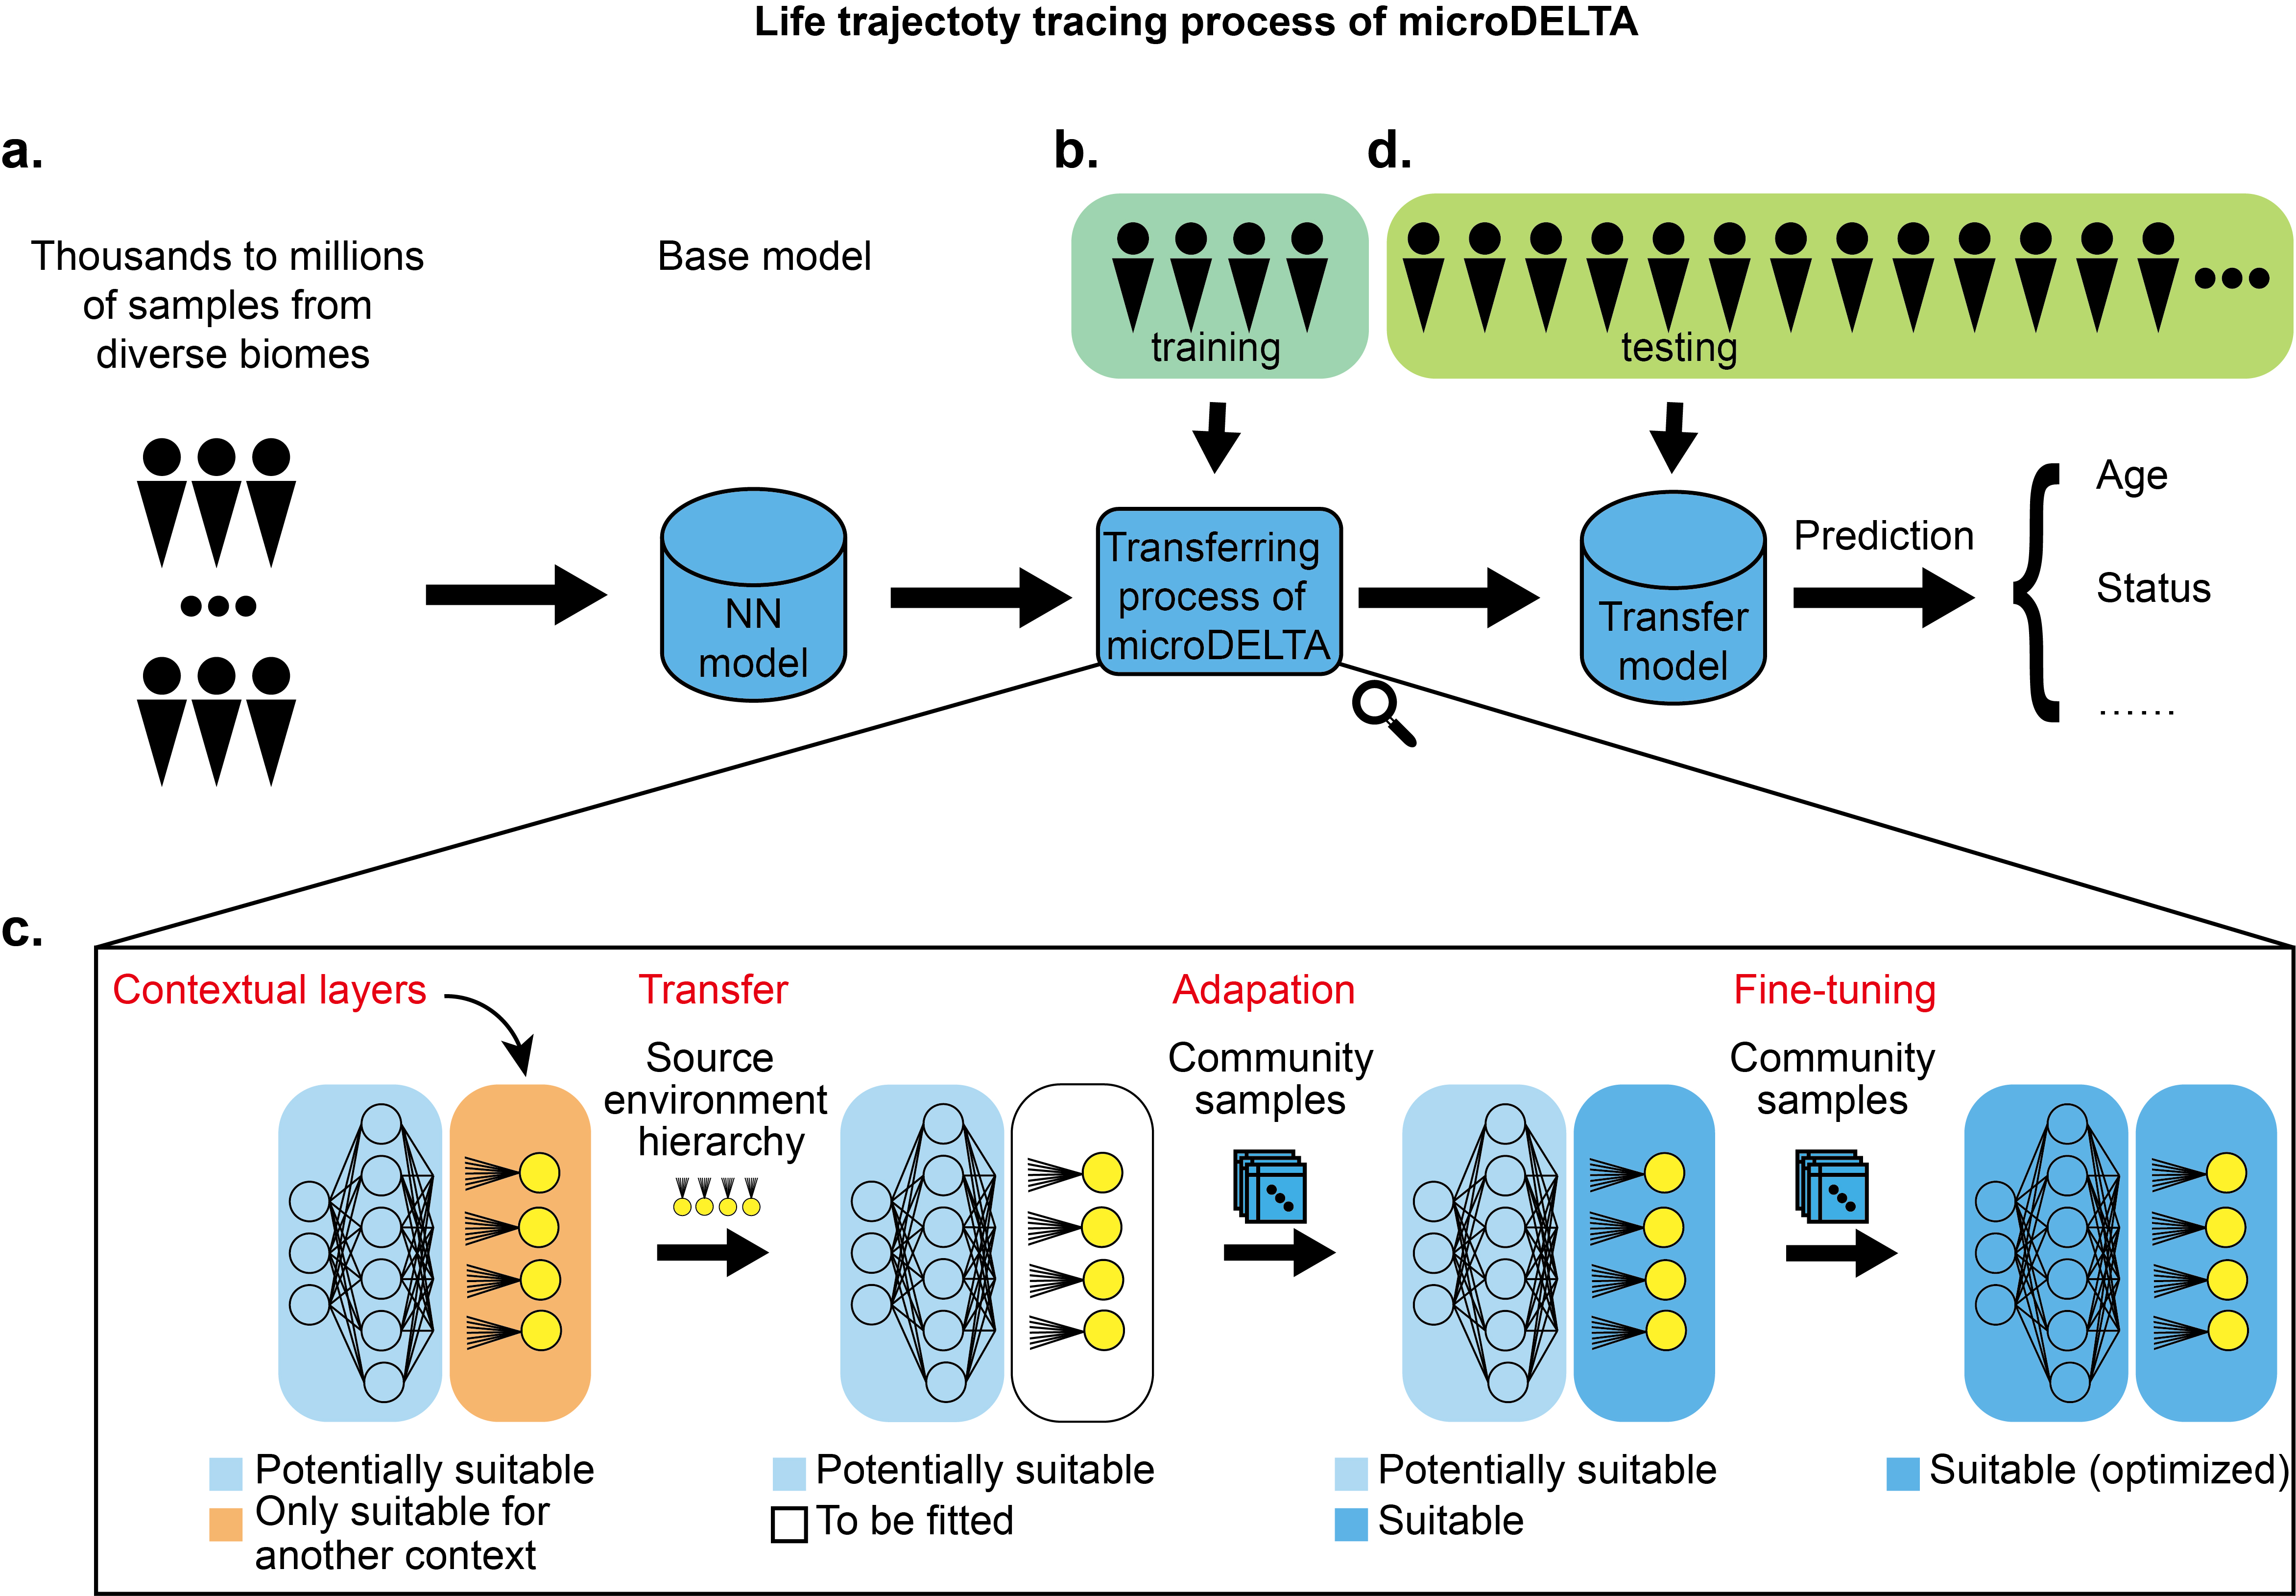 Life trajectoty tracing process of microDELTA
a.
b.
d.
Thousands to millions
of samples from
diverse biomes
Base model
training
testing
NN
model
Transferring
process of
microDELTA
Transfer
model
Prediction
Age
Status
......
c.
Contextual layers
Transfer
Adapation
Fine-tuning
Source
environment
hierarchy
Community
samples
Community
samples
Potentially suitable
Only suitable for
another context
Potentially suitable
To be fitted
Potentially suitable
Suitable
Suitable (optimized)